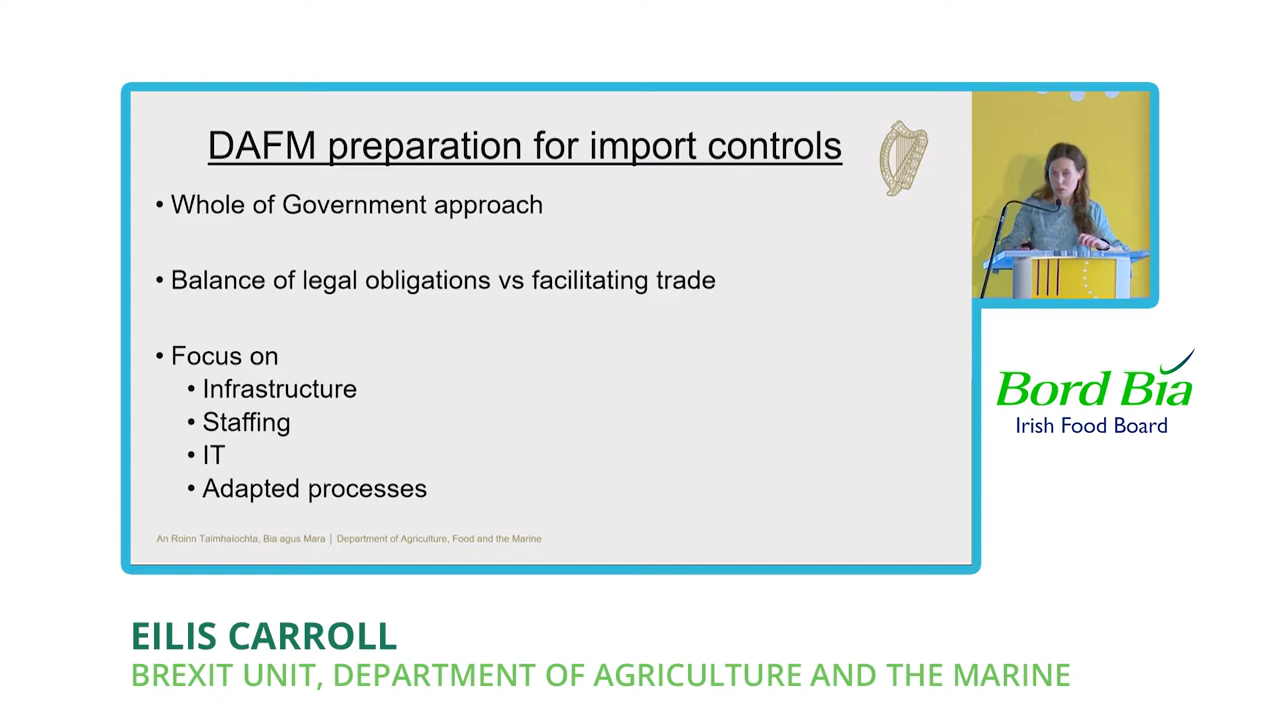 DAFM preparation for import controls
• Whole of Government approach
• Balance of legal obligations vs facilitating trade
• Focus on
• Infrastructure
• Staffing
• IT
• Adapted processes
An Roinn Talmhaíochta, Bia agus Mara | Department of Agriculture, Food and the Marine
Bord Bia
Irish Food Board
EILIS CARROLL
BREXIT UNIT, DEPARTMENT OF AGRICULTURE AND THE MARINE